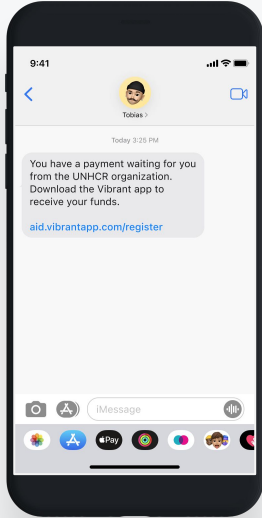 9:41
Tobias >
Today 3:25 PM
You have a payment waiting for you
from the UNHCR organization.
Download the Vibrant app to
receive your funds.
aid.vibrantapp.com/register
iMessage
Pay